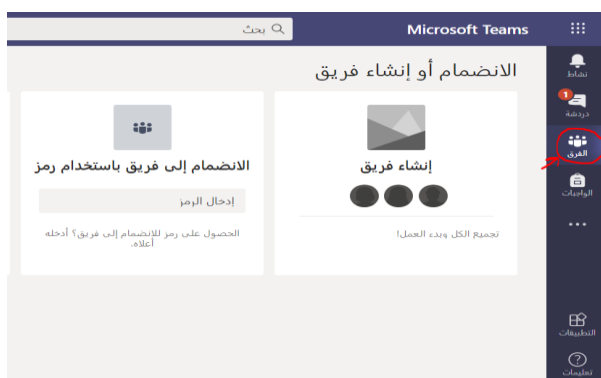 Microsoft Teams
بحث
نشاط
1
دردشة
الفرق
الواجبات
التطبيقات
تعليمات
الانضمام أو إنشاء فريق
إنشاء فريق
تجميع الكل وبدء العمل!
الانضمام إلى فريق باستخدام رمز
إدخال الرمز
الحصول على رمز للانضمام إلى فريق؟ أدخله
أعلاه.